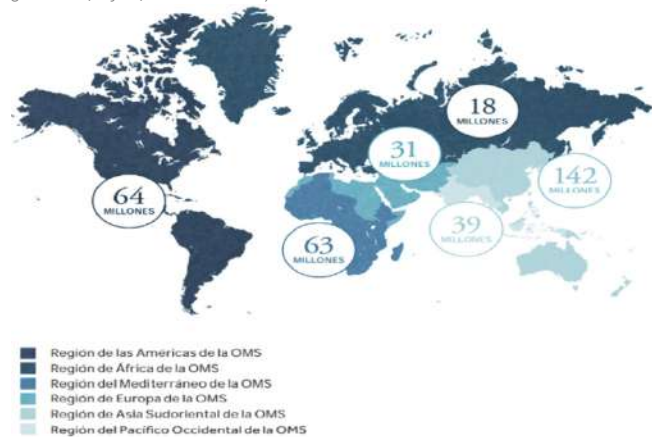 18
MILLONES
31
MILLONES
142
MILLONES
64
MILLONES
39
MILLONES
63
MILLONES
Región de las Américas de la OMS
Región de África de la OMS
Región del Mediterráneo de la OMS
Región de Europa de la OMS
Región de Asia Sudoriental de la OMS
Región del Pacífico Occidental de la OMS